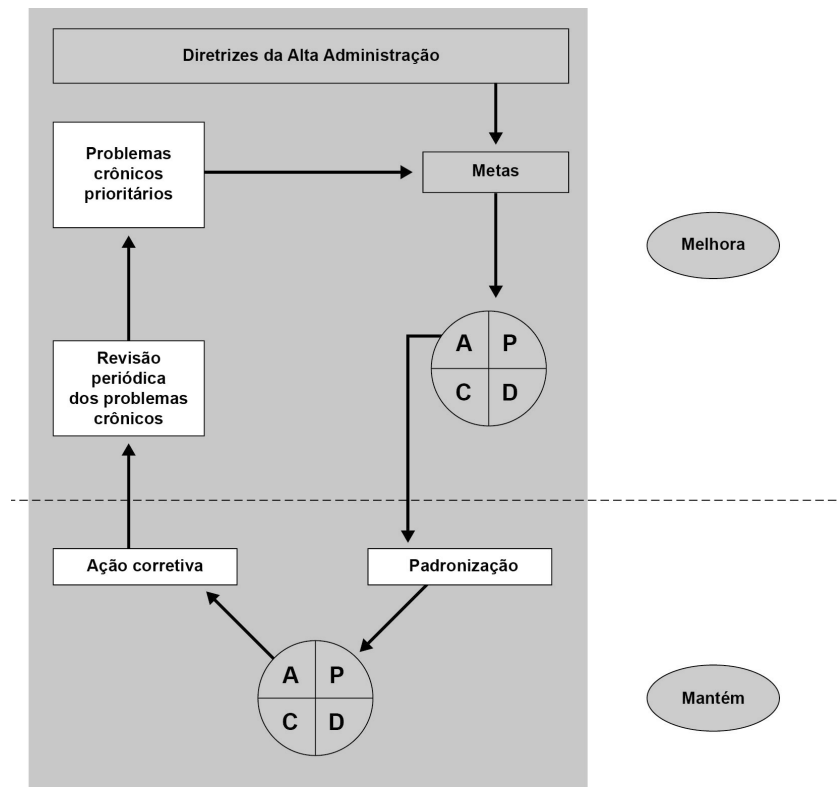 Diretrizes da Alta Administração
Problemas
crônicos
prioritários
Metas
Melhora
A P
C D
Revisão
periódica
dos problemas
crônicos
Ação corretiva
Padronização
A P
C D
Mantém